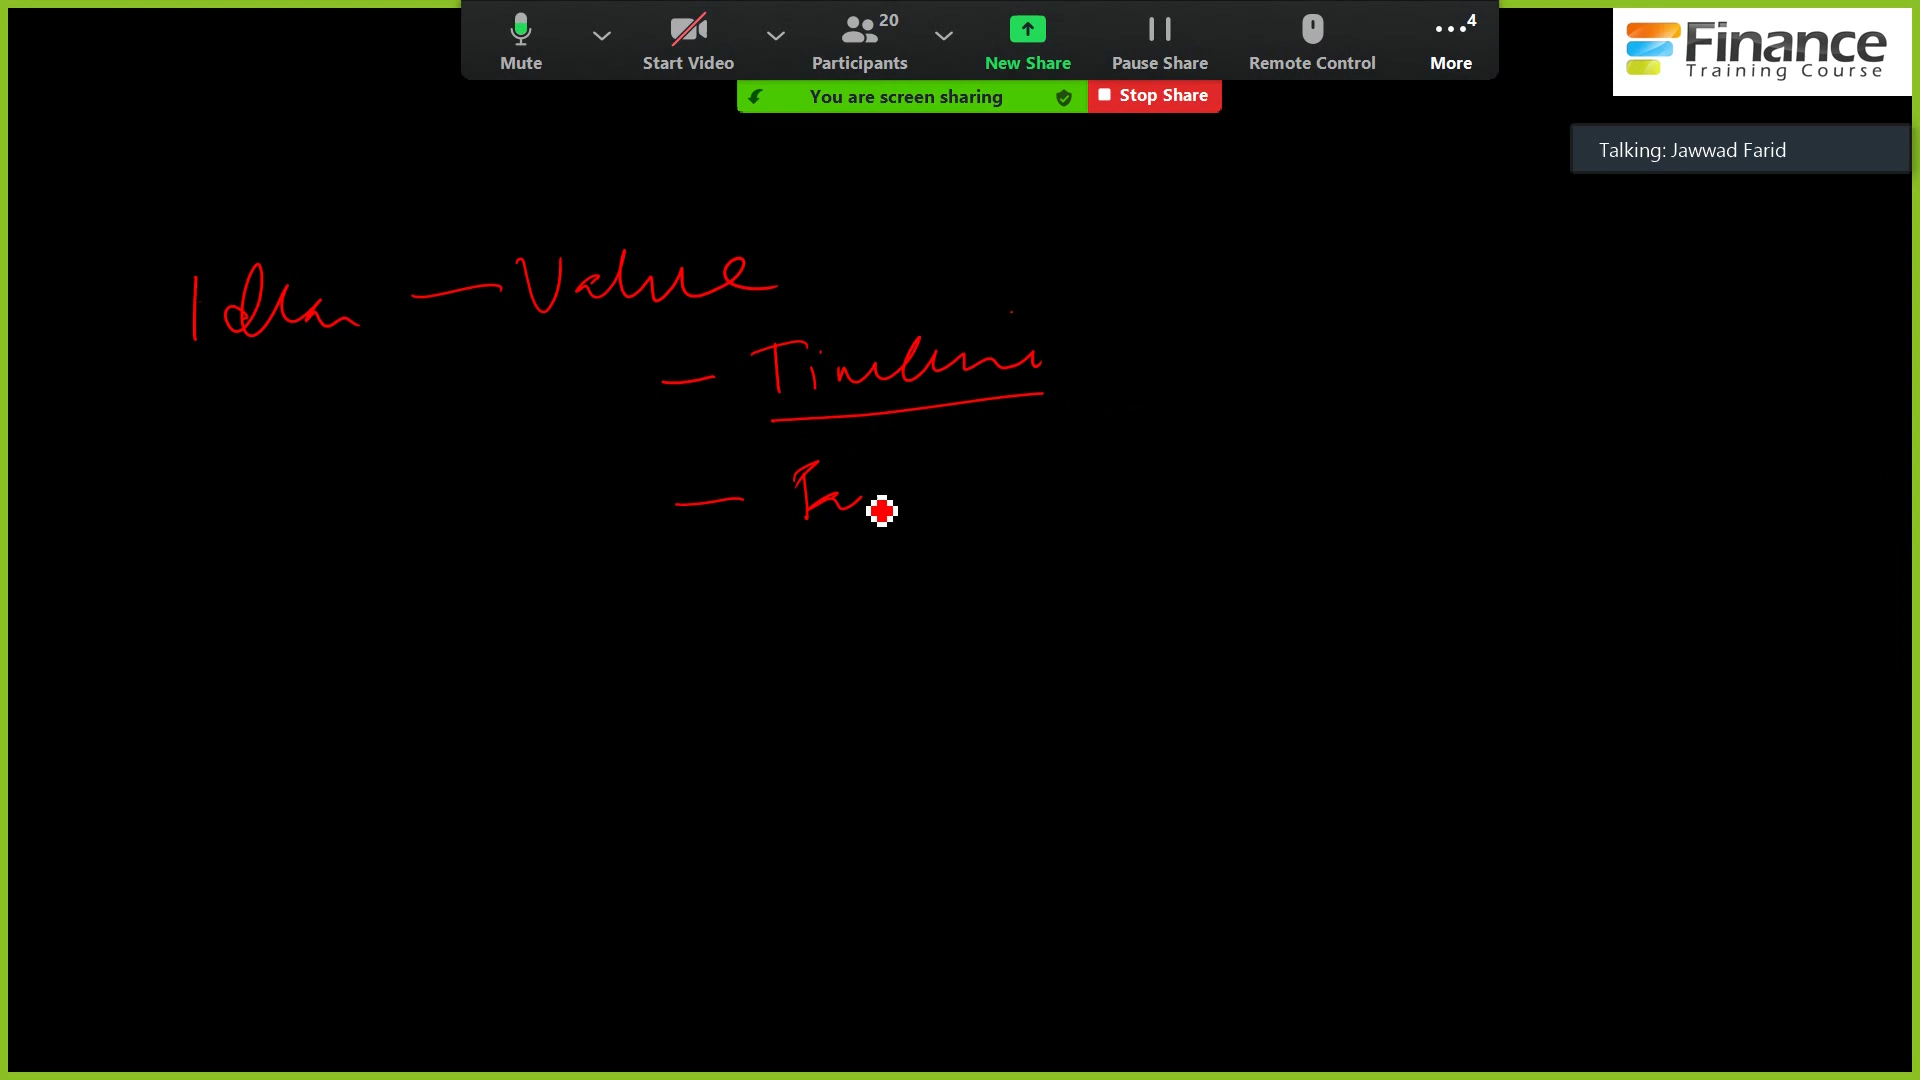 20
4
Mute
Start Video
Participants
New Share
Pause Share
Remote Control
More
Finance
Training Course
You are screen sharing
Stop Share
Talking: Jawwad Farid
Idea — Value
— Timeline
—